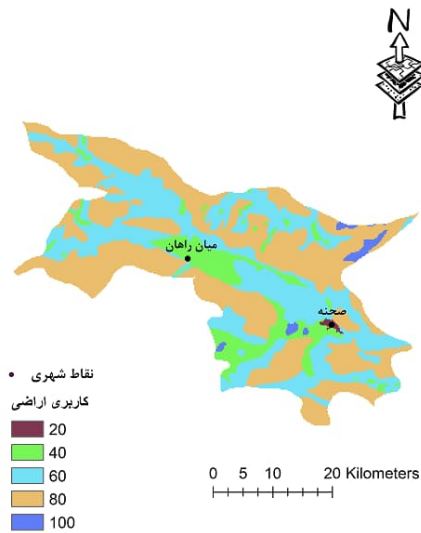 N
میان راهان
صحنه
نقاط شهری
کاربری اراضی
20
40
60
80
100
0 5 10 20 Kilometers